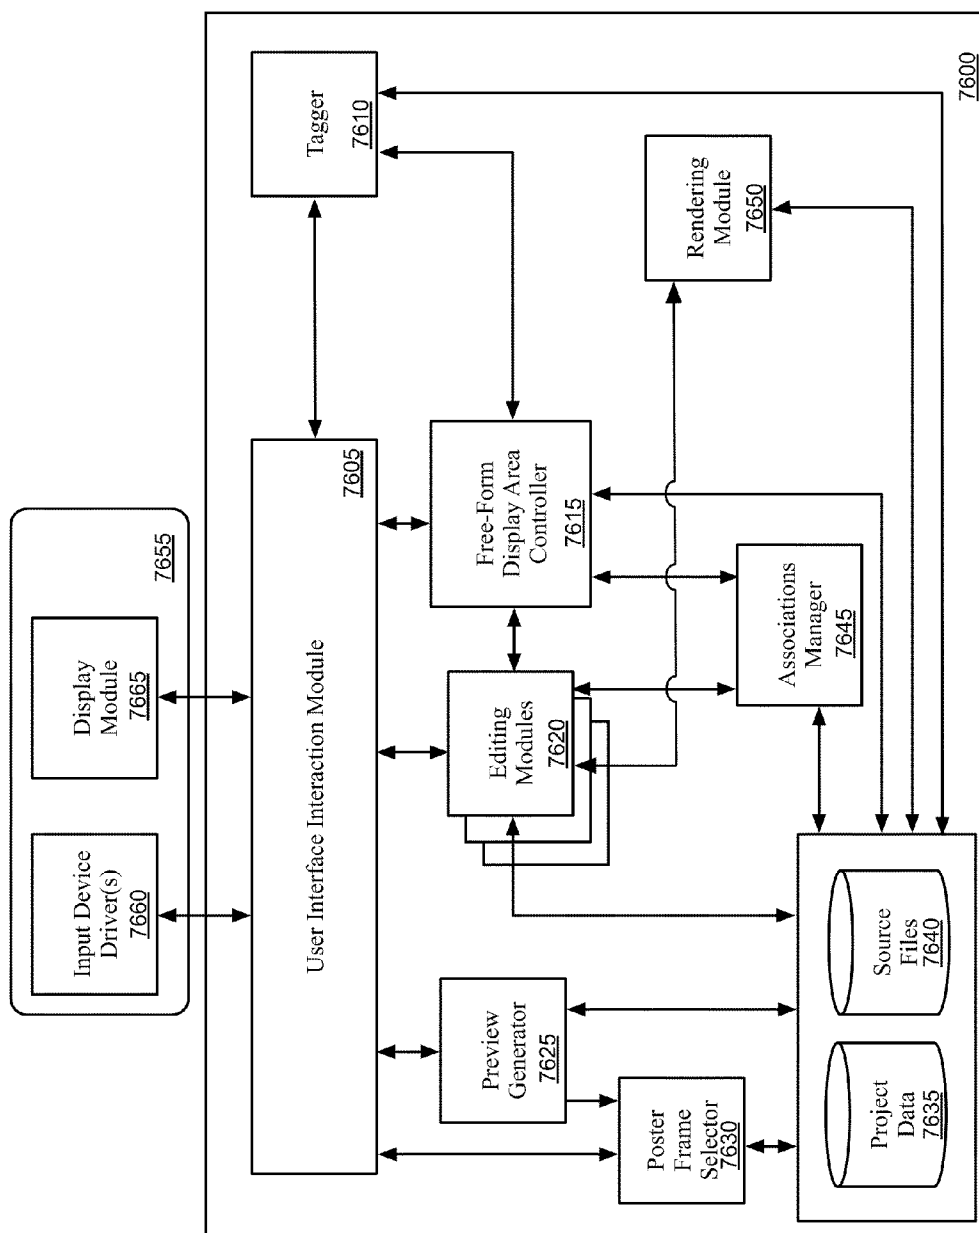 Input Device
Driver(s)
7660
Display
Module
7665
7655
User Interface Interaction Module
7605
Tagger
7610
Preview
Generator
7625
Editing
Modules
7620
Free-Form
Display Area
Controller
7615
Poster
Frame
Selector
7630
Rendering
Module
7650
Associations
Manager
7645
Project
Data
7635
Source
Files
7640
7600